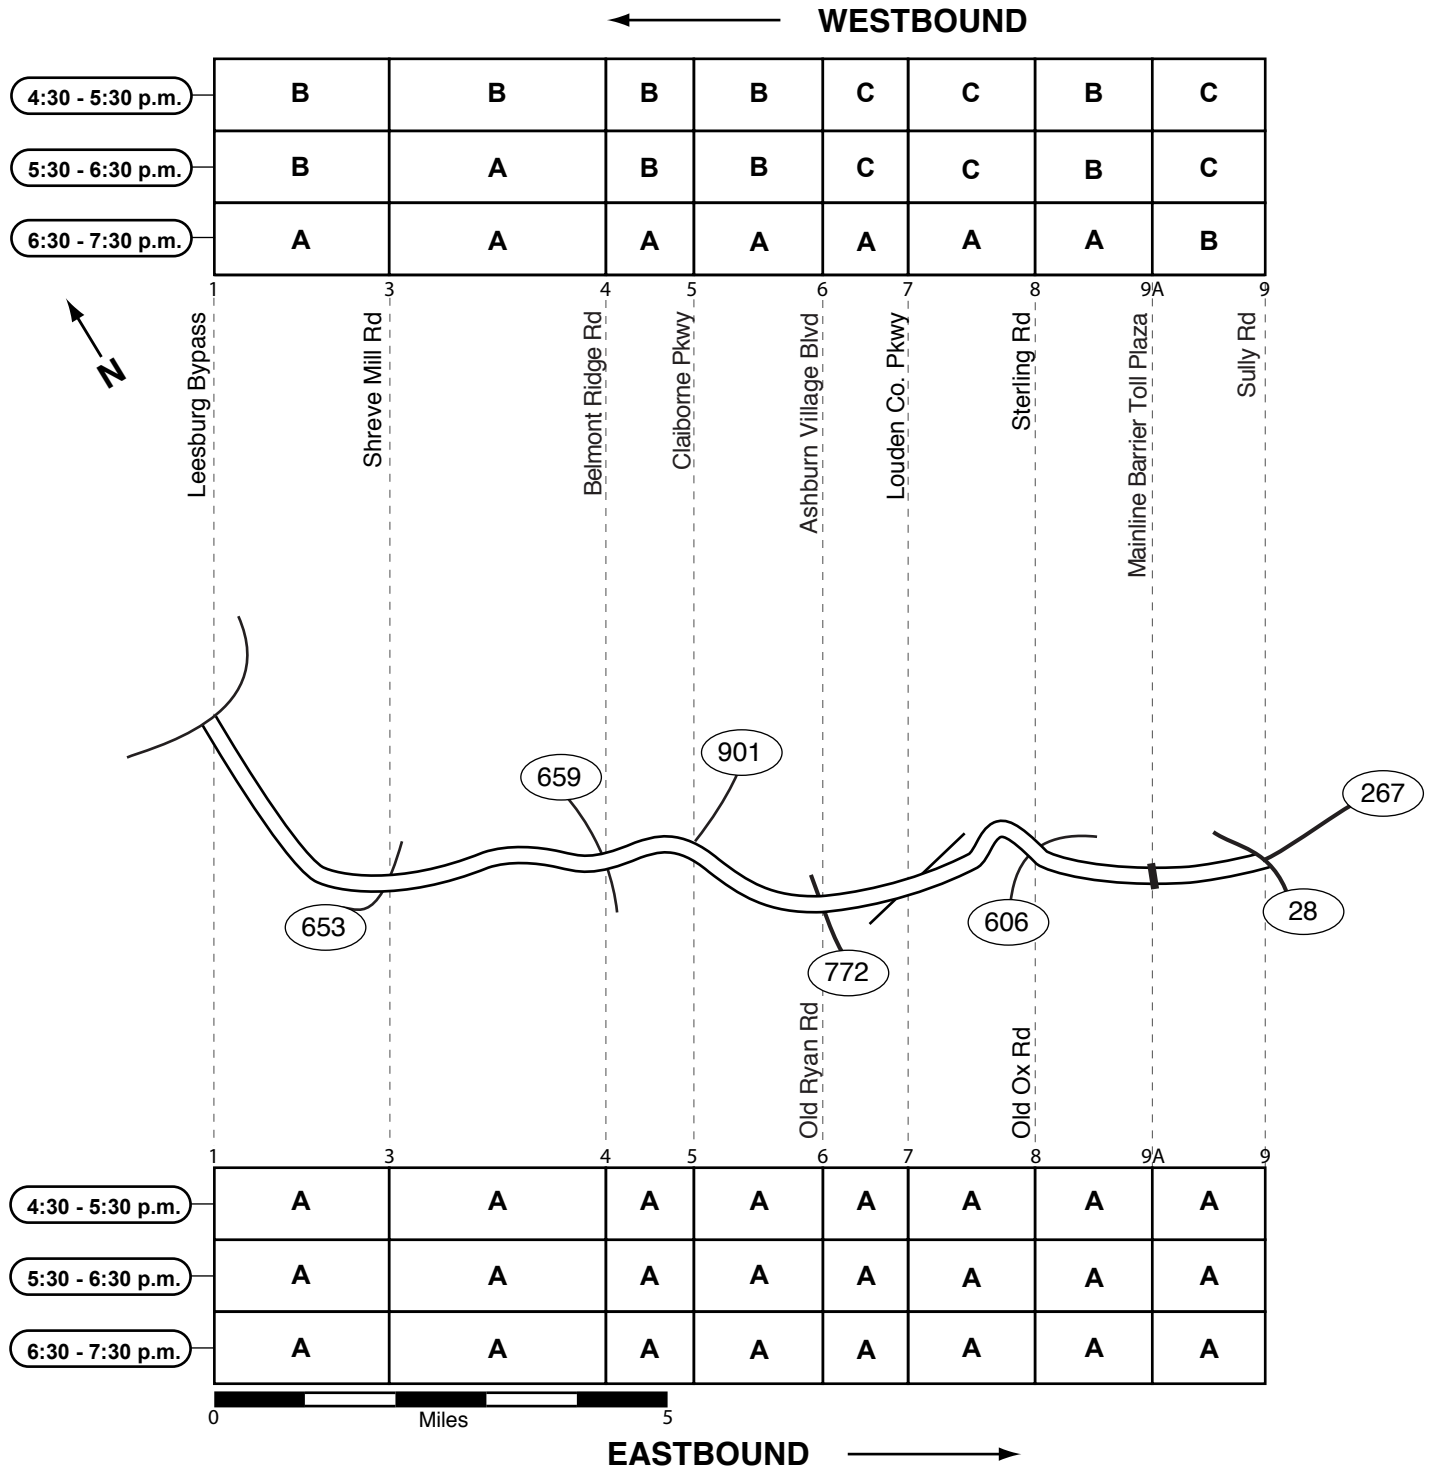 WESTBOUND
4:30 - 5:30 p.m. B B B B C C B C
5:30 - 6:30 p.m. B A B B C C B C
6:30 - 7:30 p.m. A A A A A A A B
1 3 4 5 6 7 8 9A 9
Leesburg Bypass
Shreve Mill Rd
Belmont Ridge Rd
Claiborne Pkwy
Ashburn Village Blvd
Louden Co. Pkwy
Sterling Rd
Mainline Barrier Toll Plaza
Sully Rd
N
901
659
267
653
606
28
772
Old Ryan Rd
Old Ox Rd
1 3 4 5 6 7 8 9A 9
4:30 - 5:30 p.m. A A A A A A A A
5:30 - 6:30 p.m. A A A A A A A A
6:30 - 7:30 p.m. A A A A A A A A
0 Miles 5
EASTBOUND